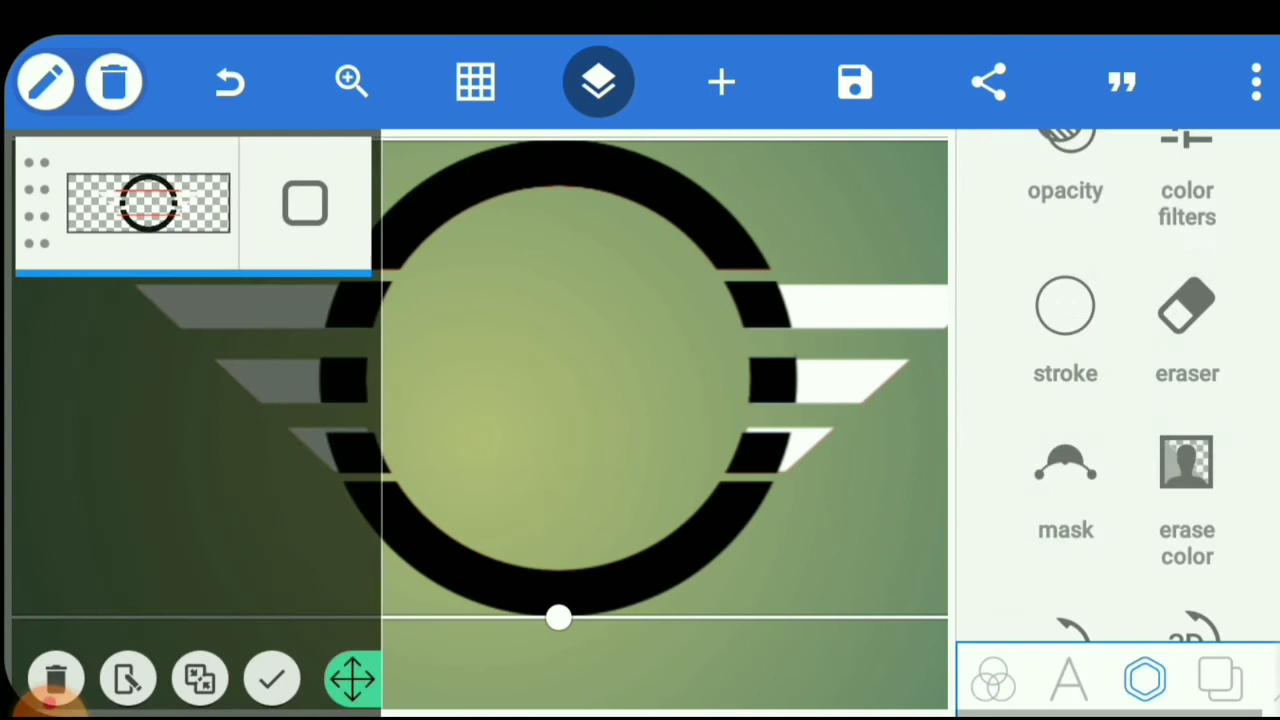 opacity
color
filters
stroke
eraser
mask
erase
color